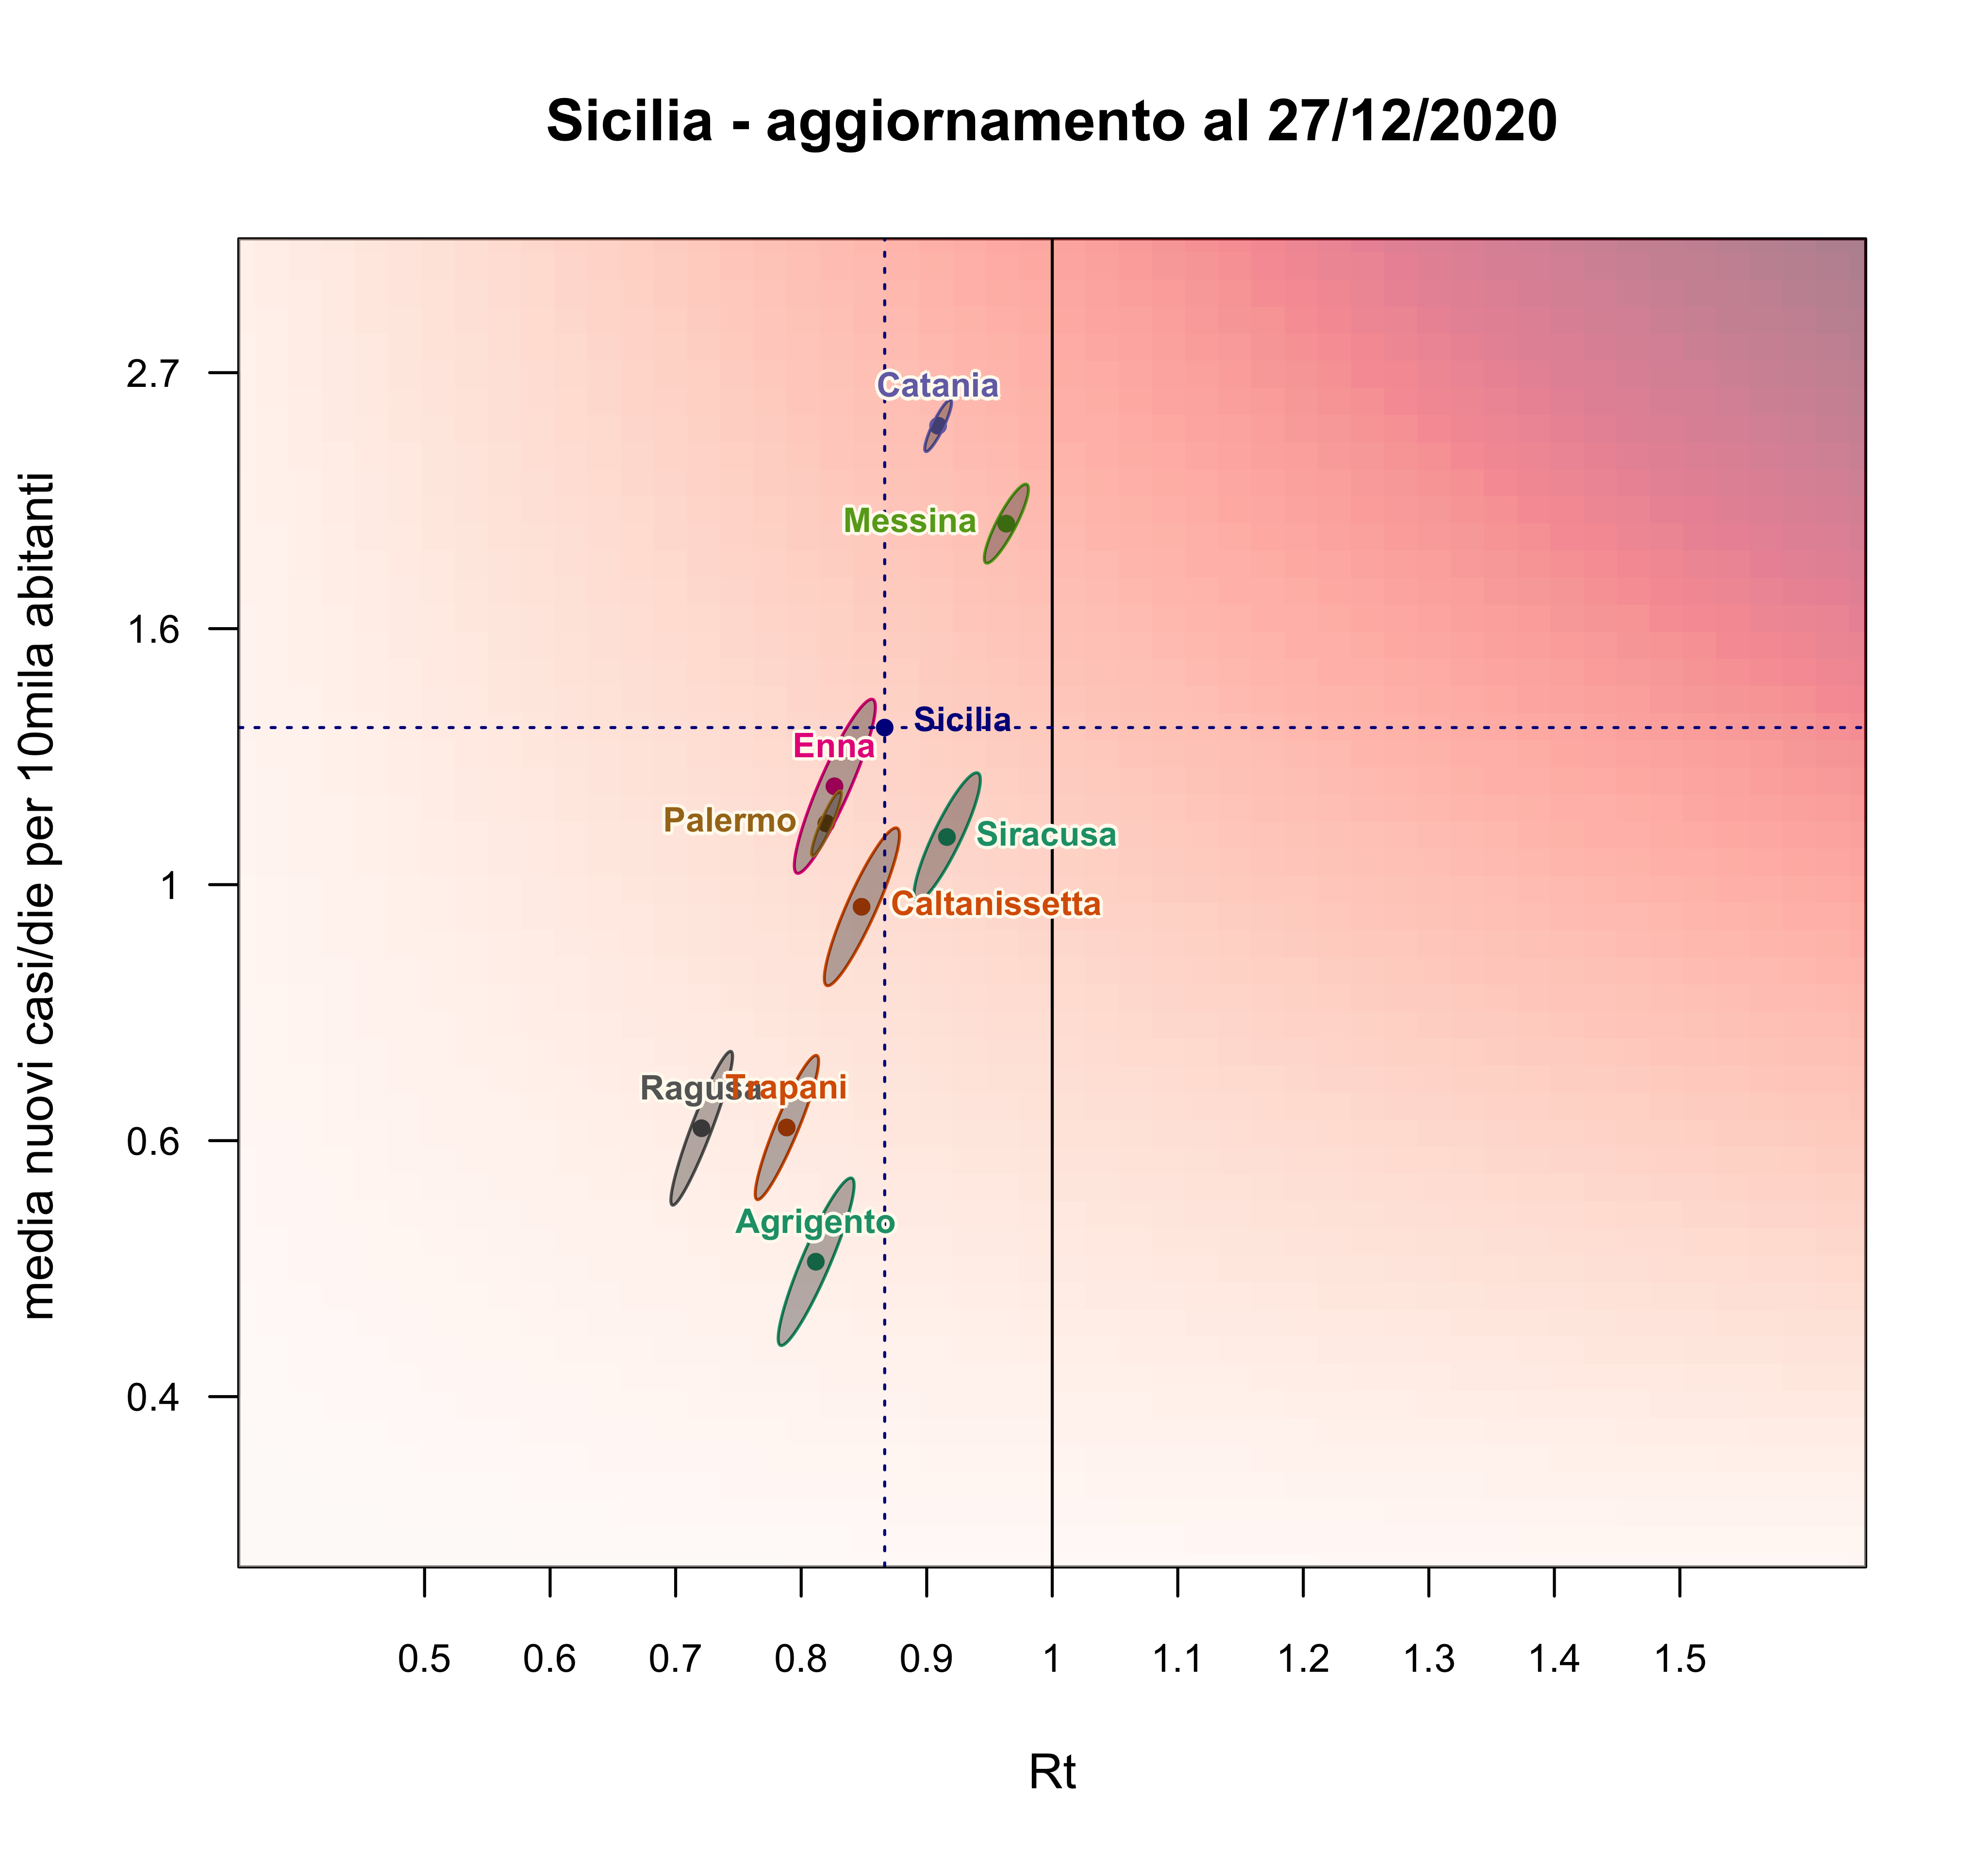 Sicilia - aggiornamento al 27/12/2020
media nuovi casi/die per 10mila abitanti
2.7
1.6
1
0.6
0.4
Catania
Messina
Sicilia
Enna
Palermo
Siracusa
Caltanissetta
Ragusa
Trapani
Agrigento
0.5 0.6 0.7 0.8 0.9 1 1.1 1.2 1.3 1.4 1.5
Rt